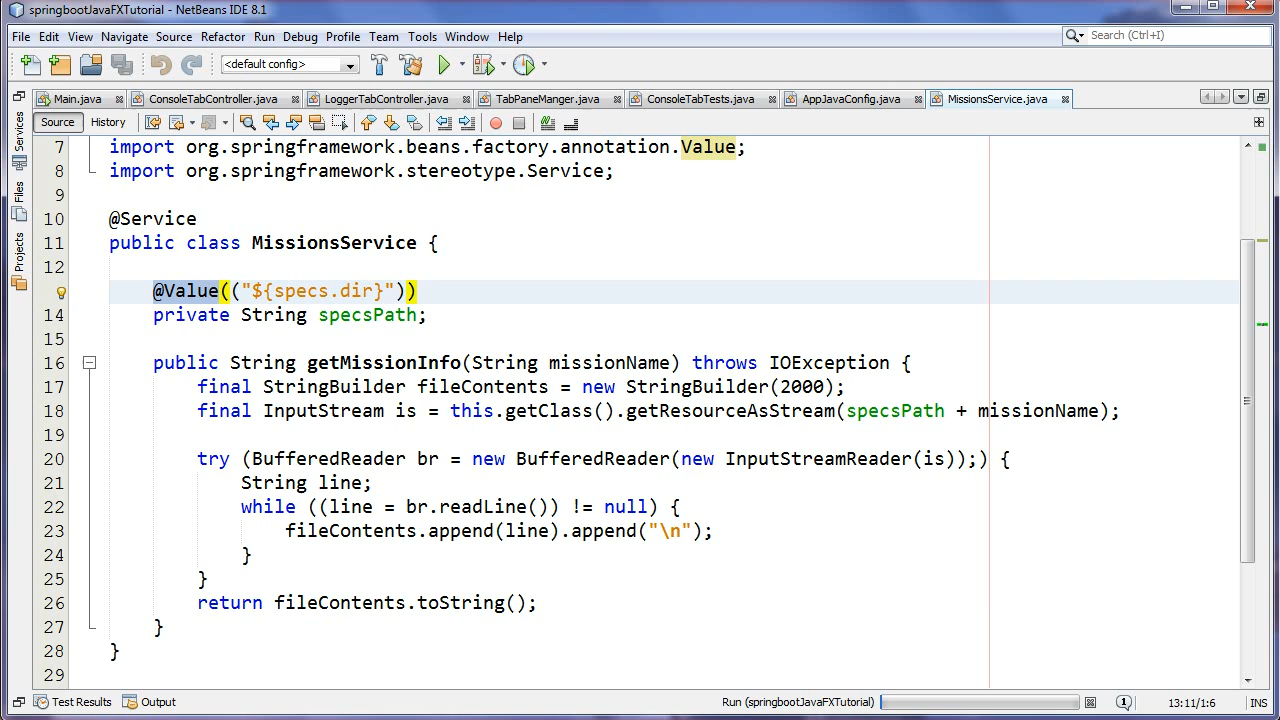 springbootJavaFXTutorial - NetBeans IDE 8.1
File Edit View Navigate Source Refactor Run Debug Profile Team Tools Window Help
Search (Ctrl+I)
<default config>
Main.java ConsoleTabController.java LoggerTabController.java TabPaneManger.java ConsoleTabTests.java AppJavaConfig.java MissionsService.java
Source History
Services
Files
Projects
7 import org.springframework.beans.factory.annotation.Value;
8 import org.springframework.stereotype.Service;
9
10 @Service
11 public class MissionsService {
12
@Value(("${specs.dir}"))
14 private String specsPath;
15
16 public String getMissionInfo(String missionName) throws IOException {
17 final StringBuilder fileContents = new StringBuilder(2000);
18 final InputStream is = this.getClass().getResourceAsStream(specsPath + missionName);
19
20 try (BufferedReader br = new BufferedReader(new InputStreamReader(is));) {
21 String line;
22 while ((line = br.readLine()) != null) {
23 fileContents.append(line).append("\n");
24 }
25 }
26 return fileContents.toString();
27 }
28 }
29
Test Results Output Run (springbootJavaFXTutorial) 1 13:11/1:6 INS